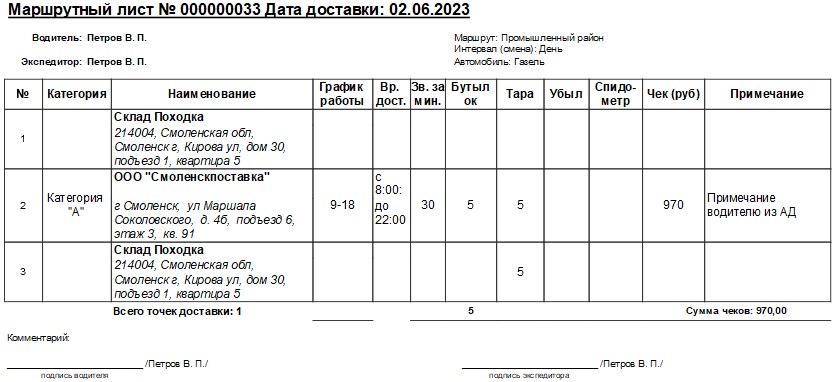 Маршрутный лист № 000000033 Дата доставки: 02.06.2023
Водитель: Петров В. П.
Маршрут: Промышленный район
Интервал (смена): День
Экспедитор: Петров В. П.
Автомобиль: Газель
№ Категория Наименование График работы Вр. дост. Зв. за мин. Бутыл ок Тара Убыл Спидо-метр Чек (руб) Примечание
1
Склад Походка
214004, Смоленская обл,
Смоленск г, Кирова ул, дом 30,
подъезд 1, квартира 5
2
Категория "А"
ООО "Смоленскпоставка"
г Смоленск, ул Маршала
Соколовского, д. 4б, подъезд 6,
этаж 3, кв. 91
9-18
с 8:00: до 22:00
30
5
5
970
Примечание водителю из АД
3
Склад Походка
214004, Смоленская обл,
Смоленск г, Кирова ул, дом 30,
подъезд 1, квартира 5
5
Всего точек доставки: 1 5 Сумма чеков: 970,00
Комментарий:
/Петров В. П./ /Петров В. П./
подпись водителя подпись экспедитора